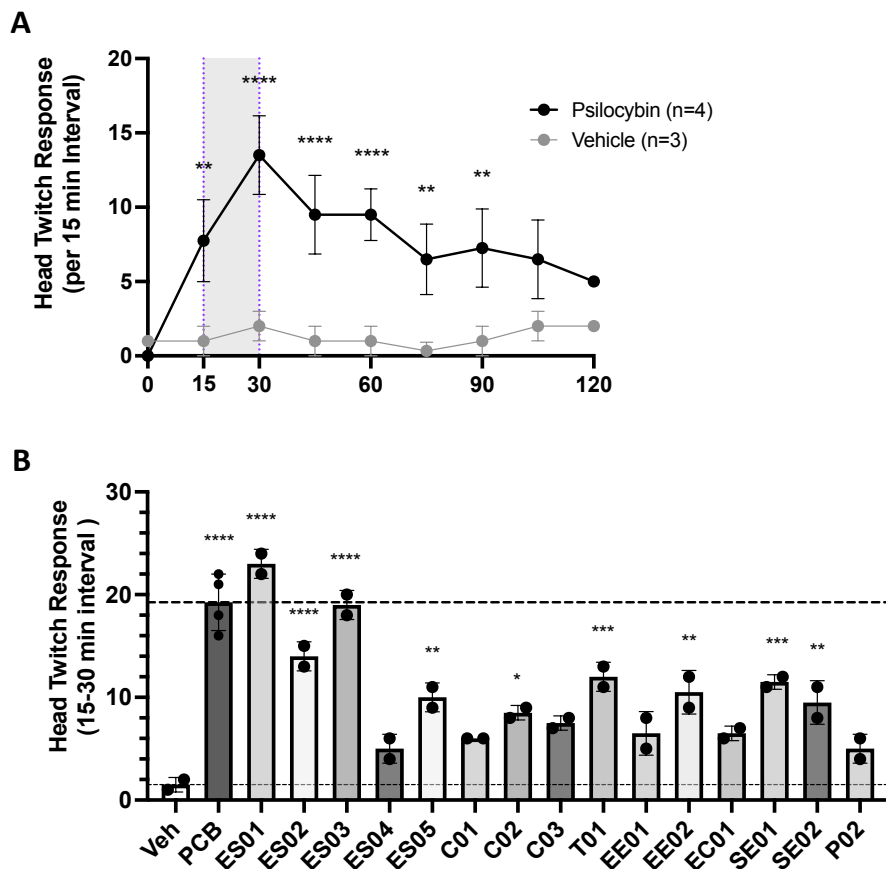 A
Head Twitch Response
(per 15 min Interval)
20
15
10
5
0
**
****
****
****
**
**
0
15
30
60
90
120
Psilocybin (n=4)
Vehicle (n=3)
B
Head Twitch Response
(15-30 min interval )
30
20
10
0
****
****
****
****
**
*
***
**
***
**
Veh
PCB
ES01
ES02
ES03
ES04
ES05
C01
C02
C03
T01
EE01
EE02
EC01
SE01
SE02
P02